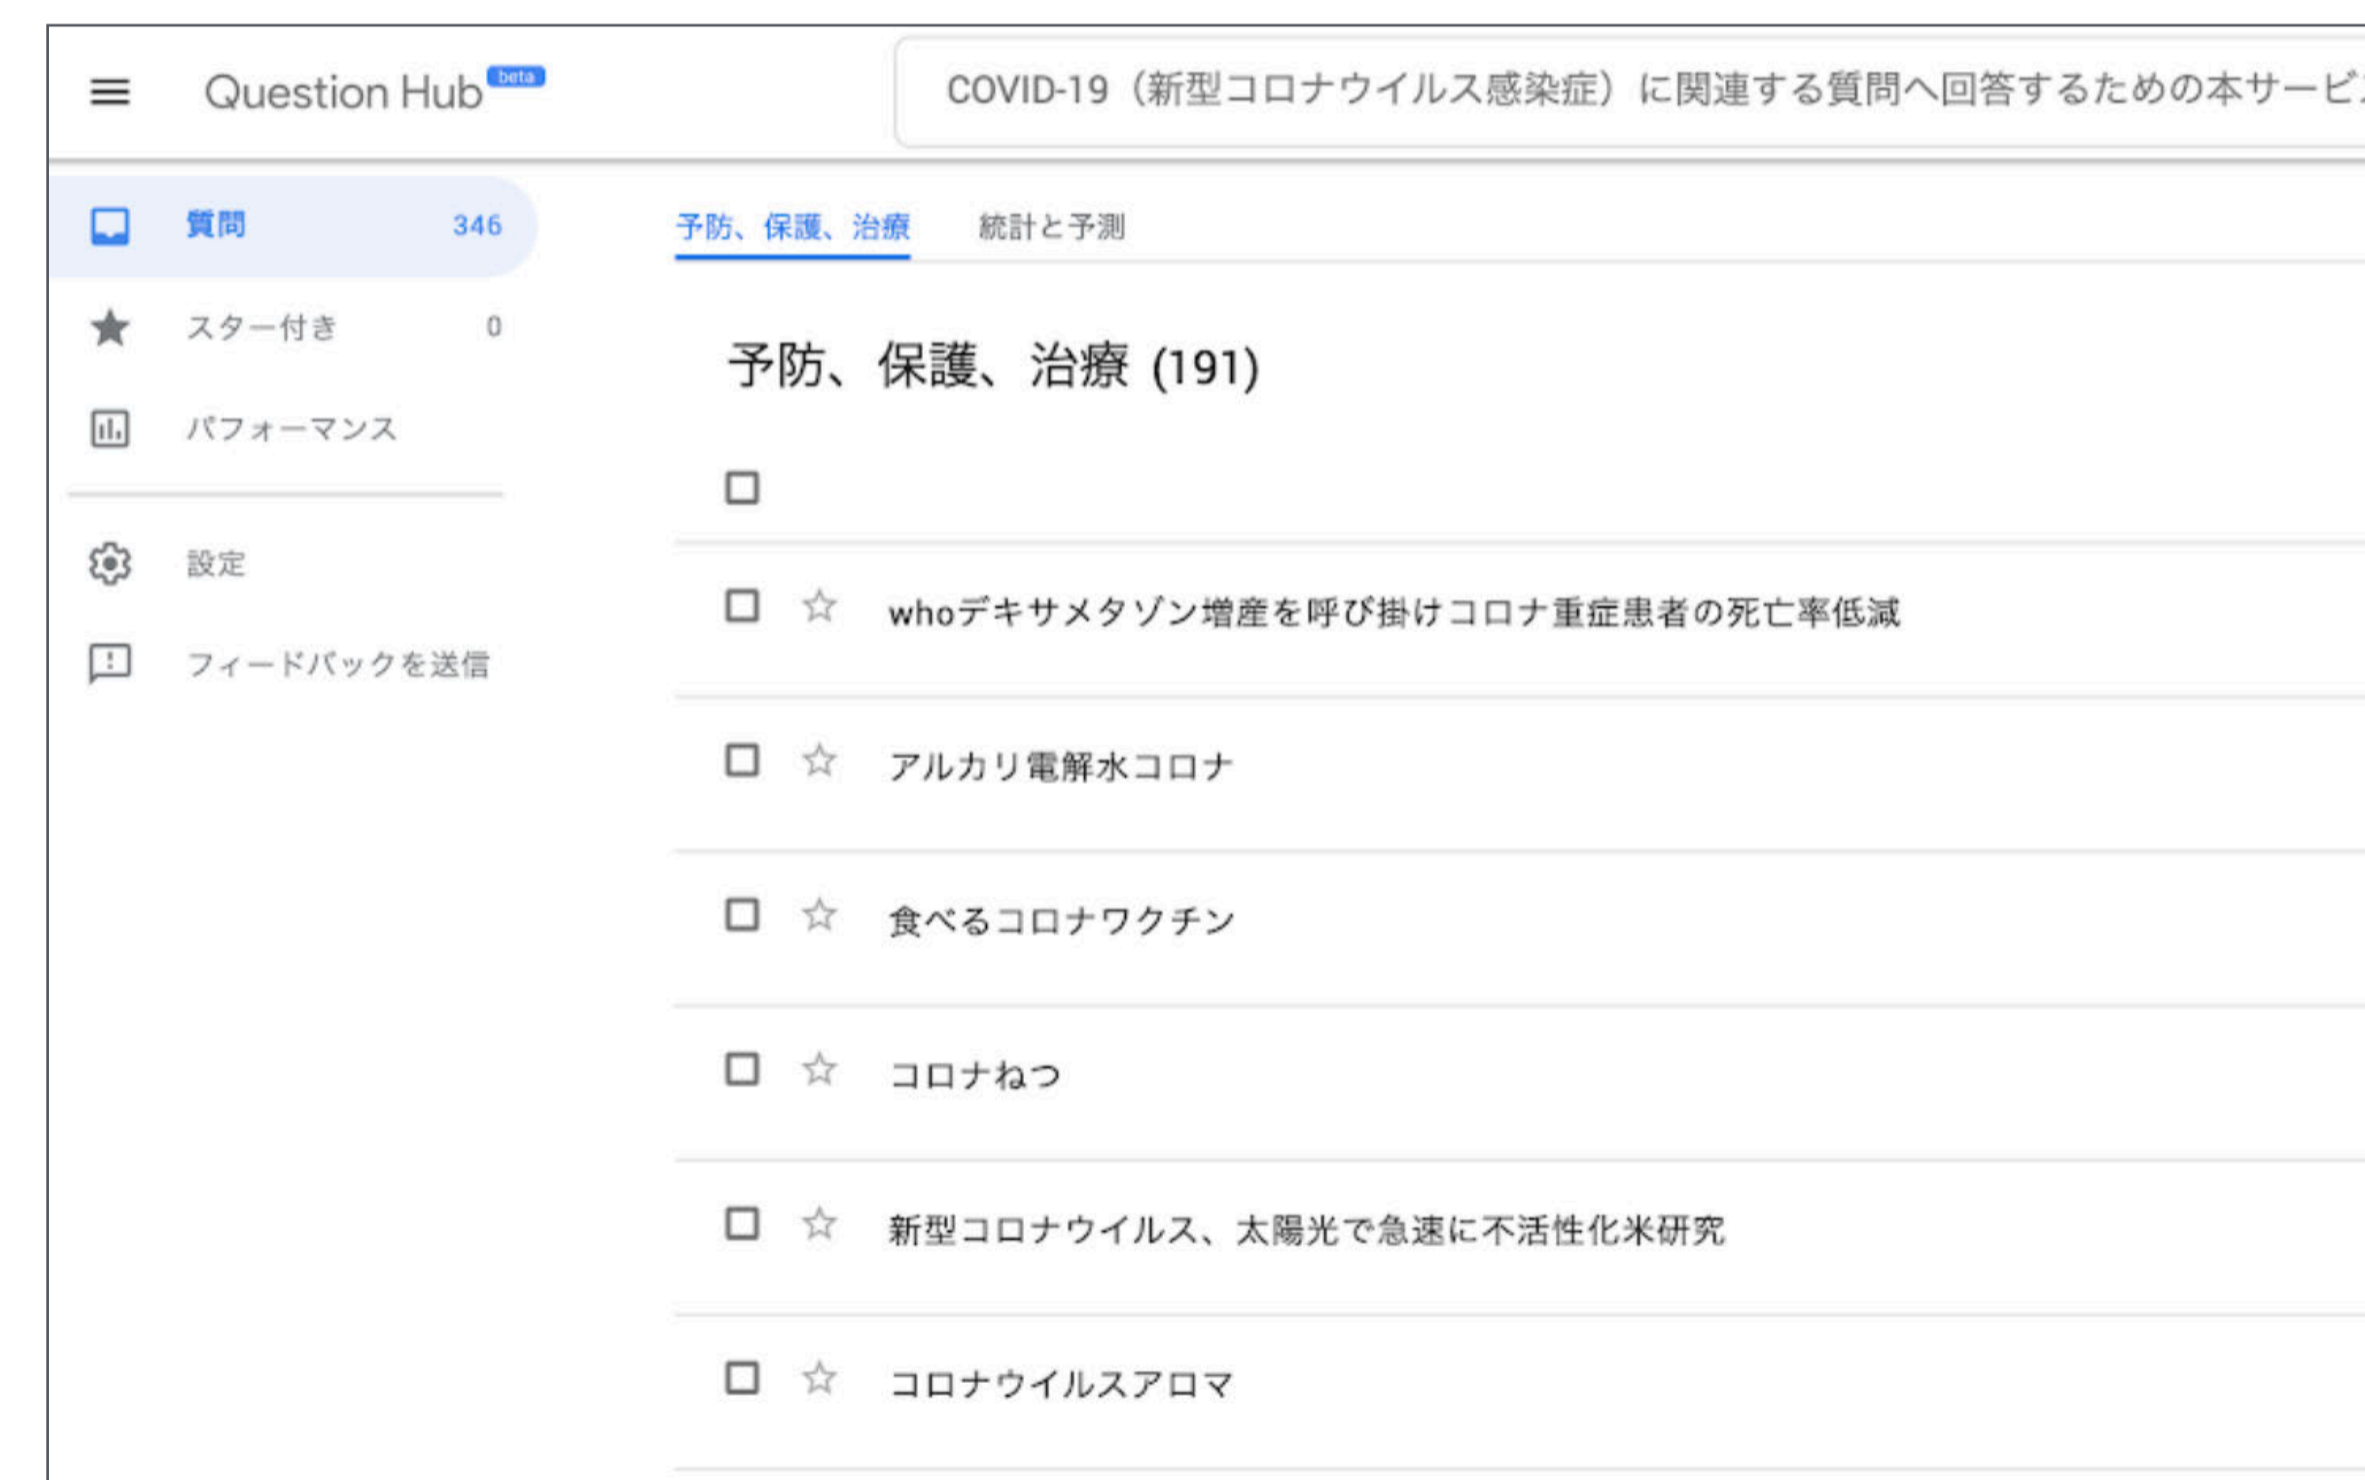 Question Hub beta
COVID-19（新型コロナウイルス感染症）に関連する質問へ回答するための本サービ
質問 346
スター付き 0
パフォーマンス
設定
フィードバックを送信
予防、保護、治療 統計と予測
予防、保護、治療 (191)
whoデキサメタゾン増産を呼び掛けコロナ重症患者の死亡率低減
アルカリ電解水コロナ
食べるコロナワクチン
コロナねつ
新型コロナウイルス、太陽光で急速に不活性化米研究
コロナウイルスアロマ